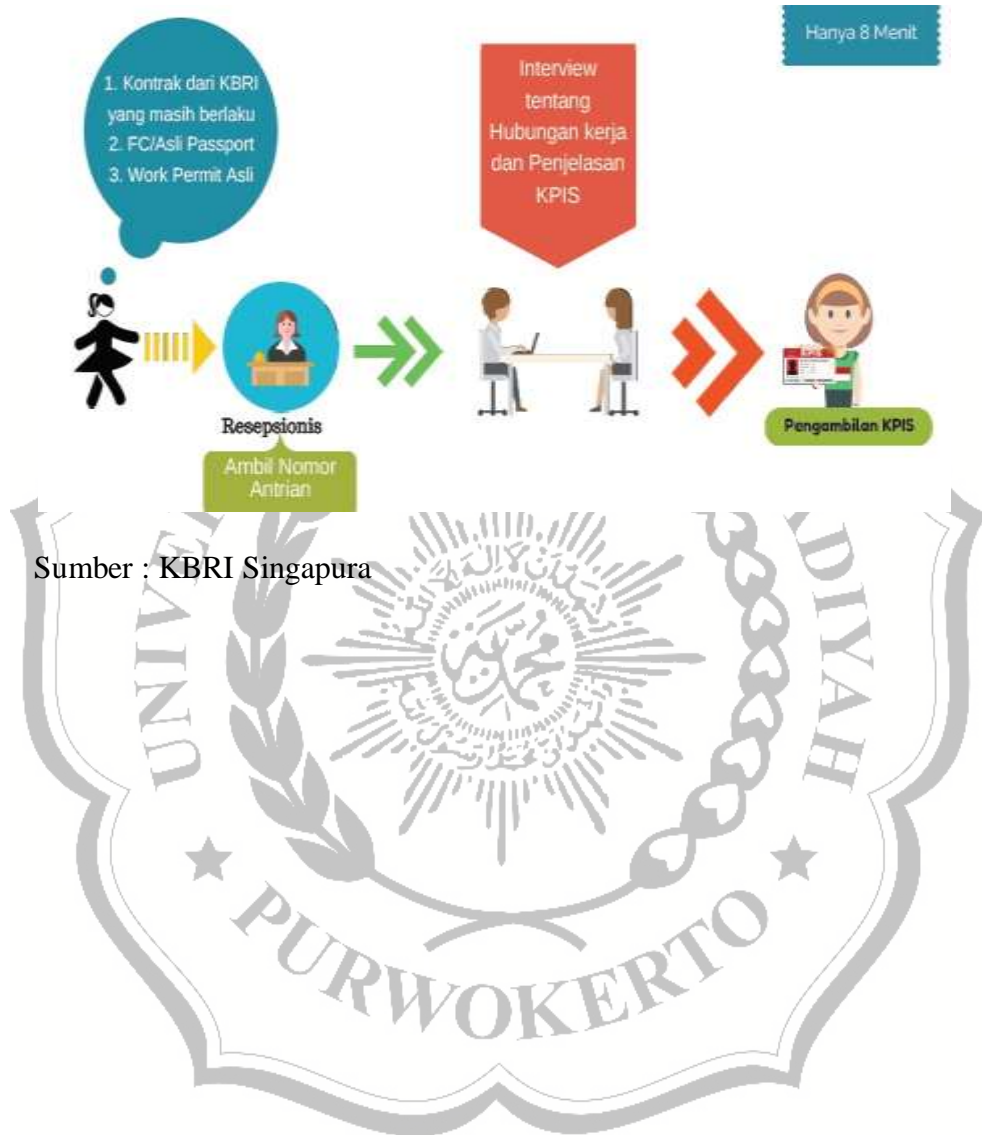 Hanya 8 Menit
1. Kontrak dari KBRI
yang masih berlaku
2. FC/Asli Passport
3. Work Permit Asli
Interview
tentang
Hubungan kerja
dan Penjelasan
KPIS
KPIS
Resepsionis
Ambil Nomor
Antrian
Pengambilan KPIS
Sumber : KBRI Singapura
PURWOKERTO